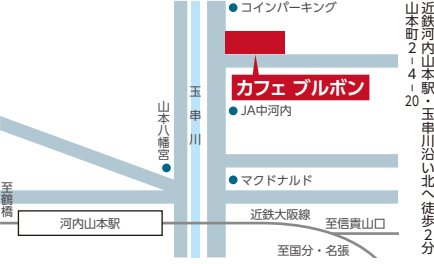 近鉄河内山本駅・玉串川沿い北へ徒歩2分
山本町2-4-20
コインパーキング
カフェ ブルボン
玉串川
JA中河内
山本八幡宮
マクドナルド
至鶴橋
河内山本駅
近鉄大阪線
至信貴山口
至国分・名張